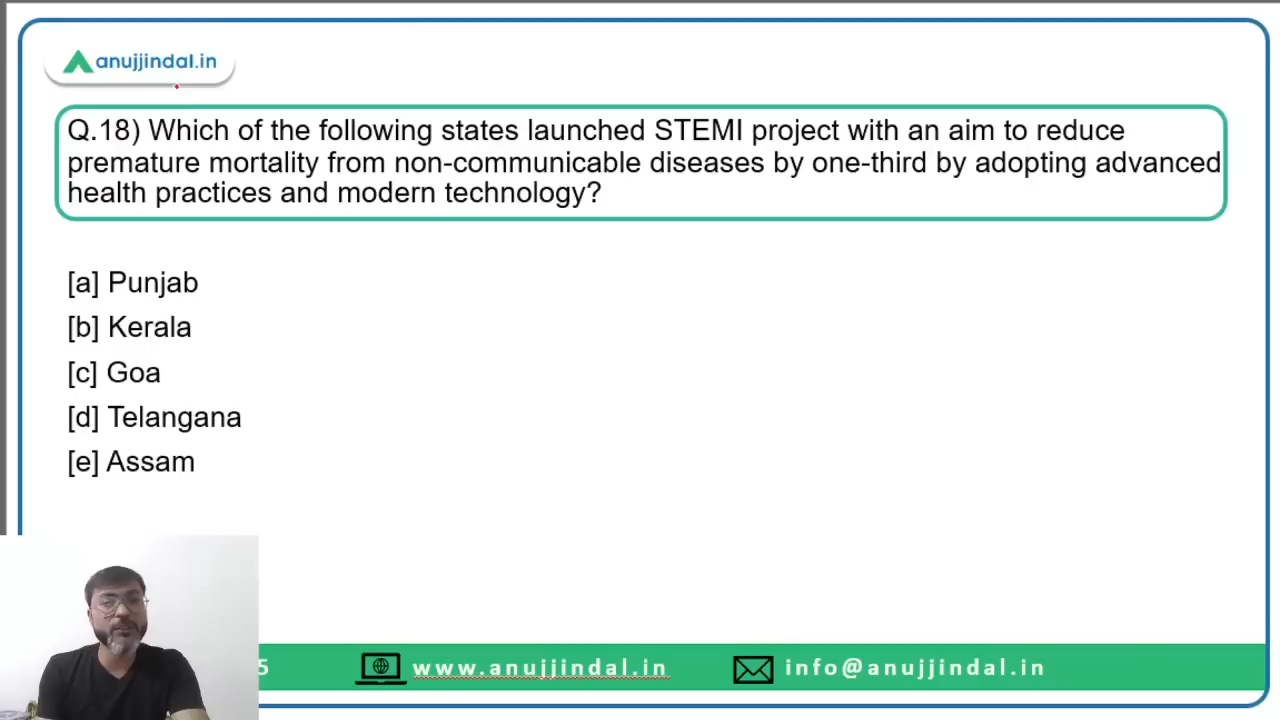 anujjindal.in
Q.18) Which of the following states launched STEMI project with an aim to reduce
premature mortality from non-communicable diseases by one-third by adopting advanced
health practices and modern technology?
[a] Punjab
[b] Kerala
[c] Goa
[d] Telangana
[e] Assam
5 www.anujjindal.in info@anujjindal.in